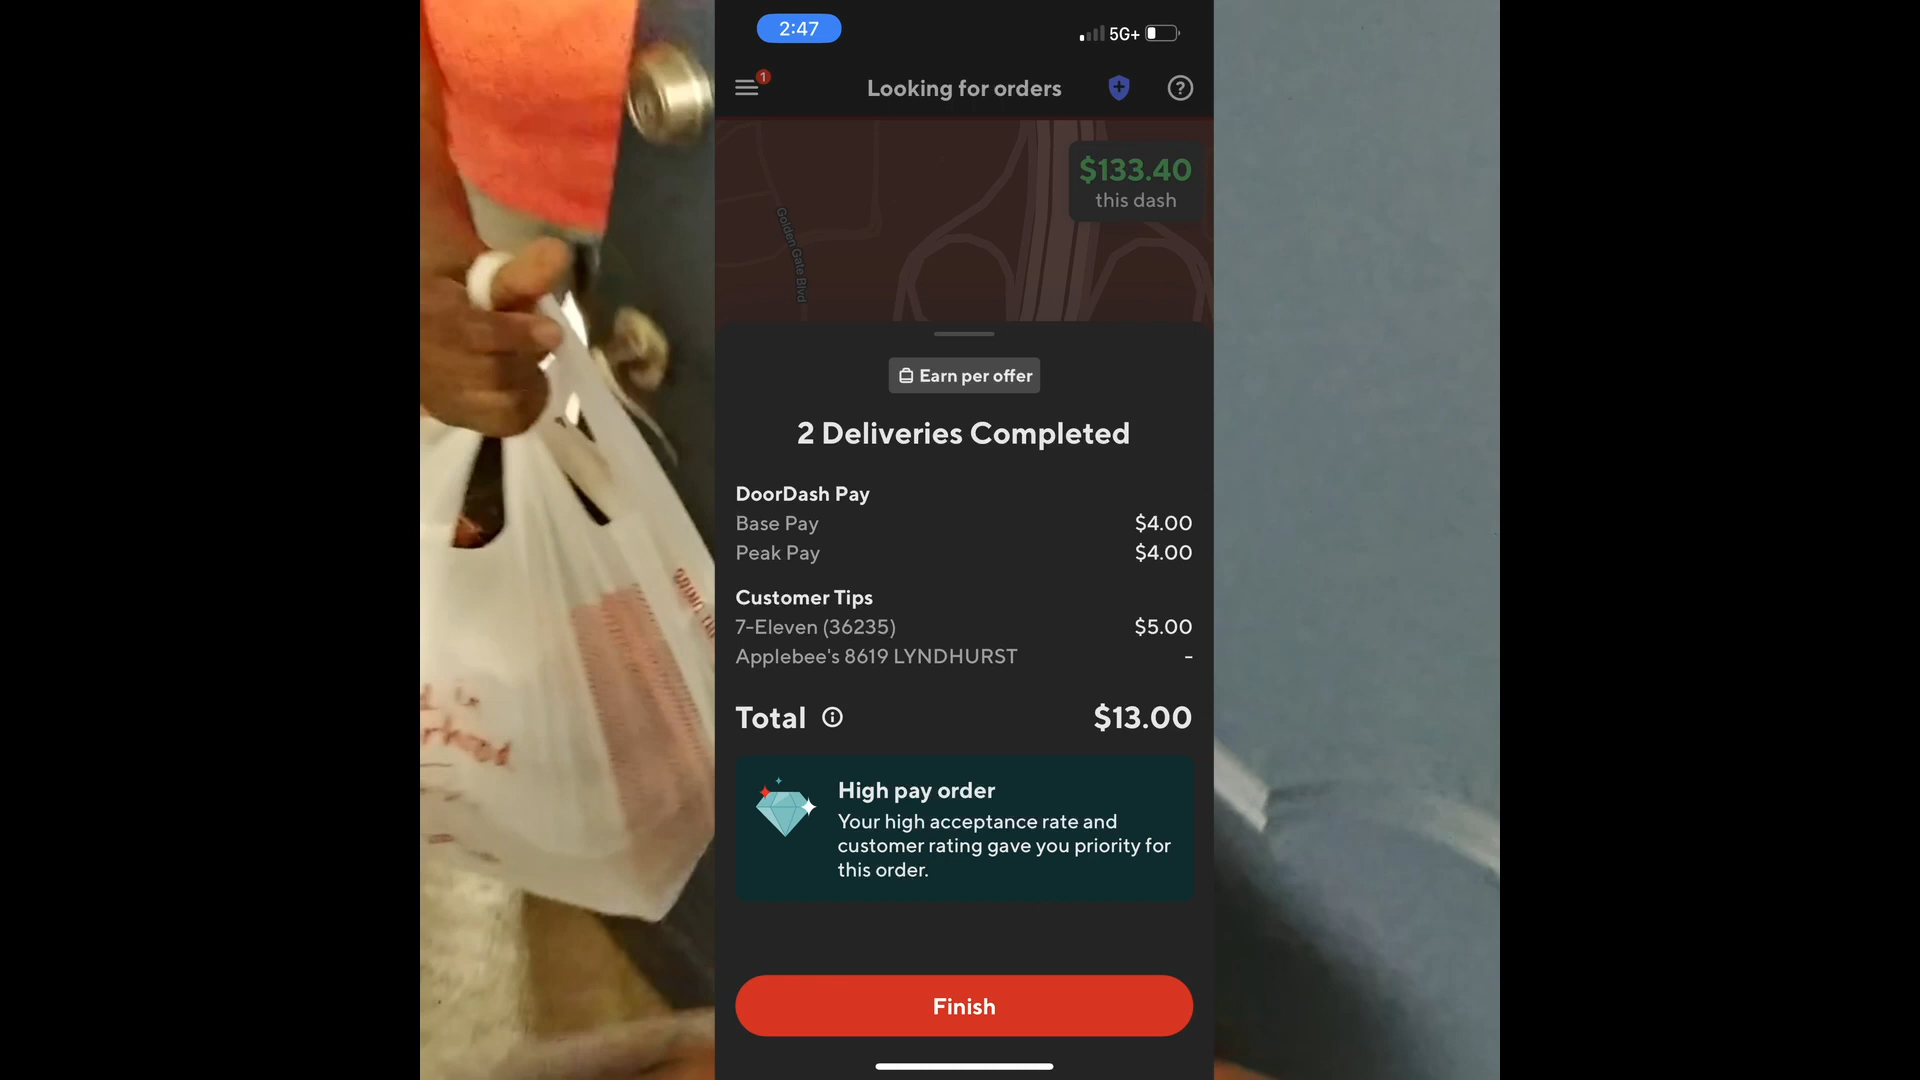 2:47
5G+
1
Looking for orders
$133.40
this dash
Golden Gate Blvd
Earn per offer
2 Deliveries Completed
DoorDash Pay
Base Pay $4.00
Peak Pay $4.00
Customer Tips
7-Eleven (36235) $5.00
Applebee's 8619 LYNDHURST -
Total $13.00
High pay order
Your high acceptance rate and
customer rating gave you priority for
this order.
Finish